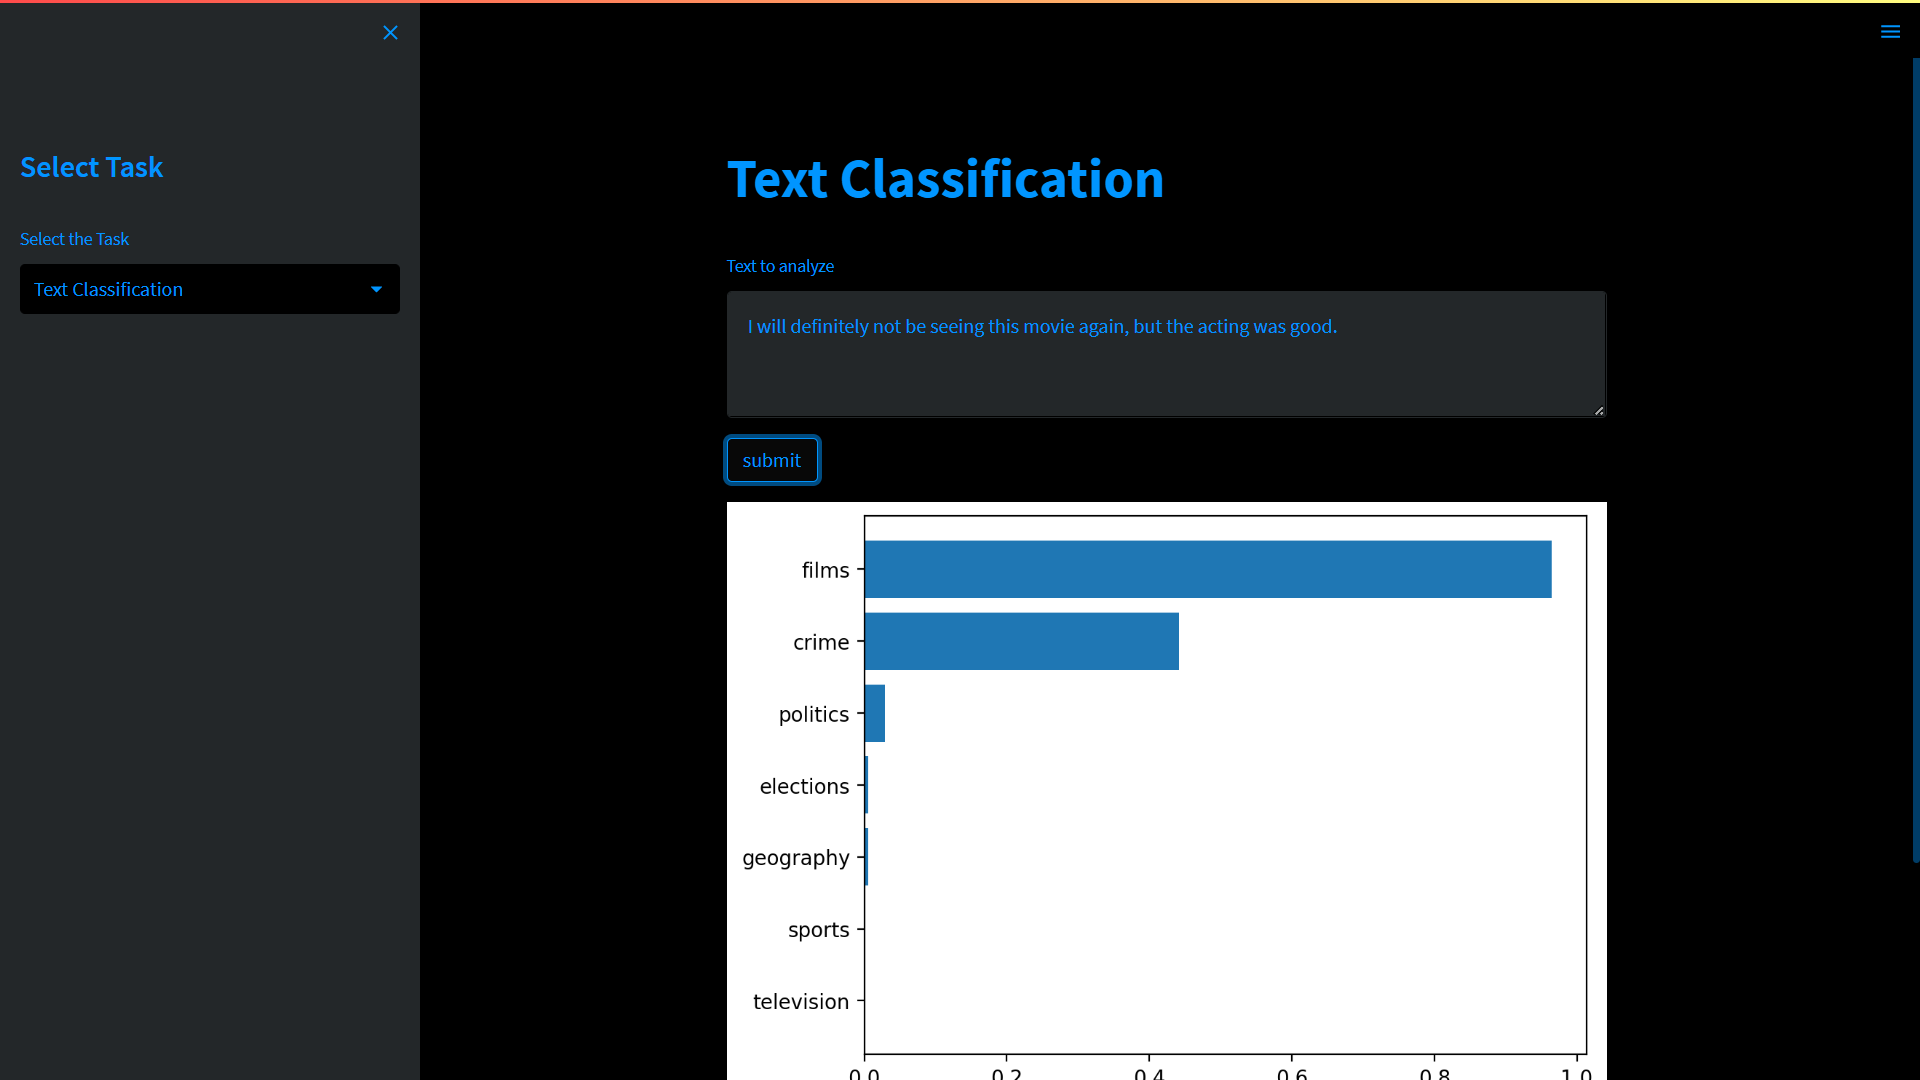 Select Task
Select the Task
Text Classification
Text Classification
Text to analyze
I will definitely not be seeing this movie again, but the acting was good.
submit
films
crime
politics
elections
geography
sports
television
0.0 0.2 0.4 0.6 0.8 1.0